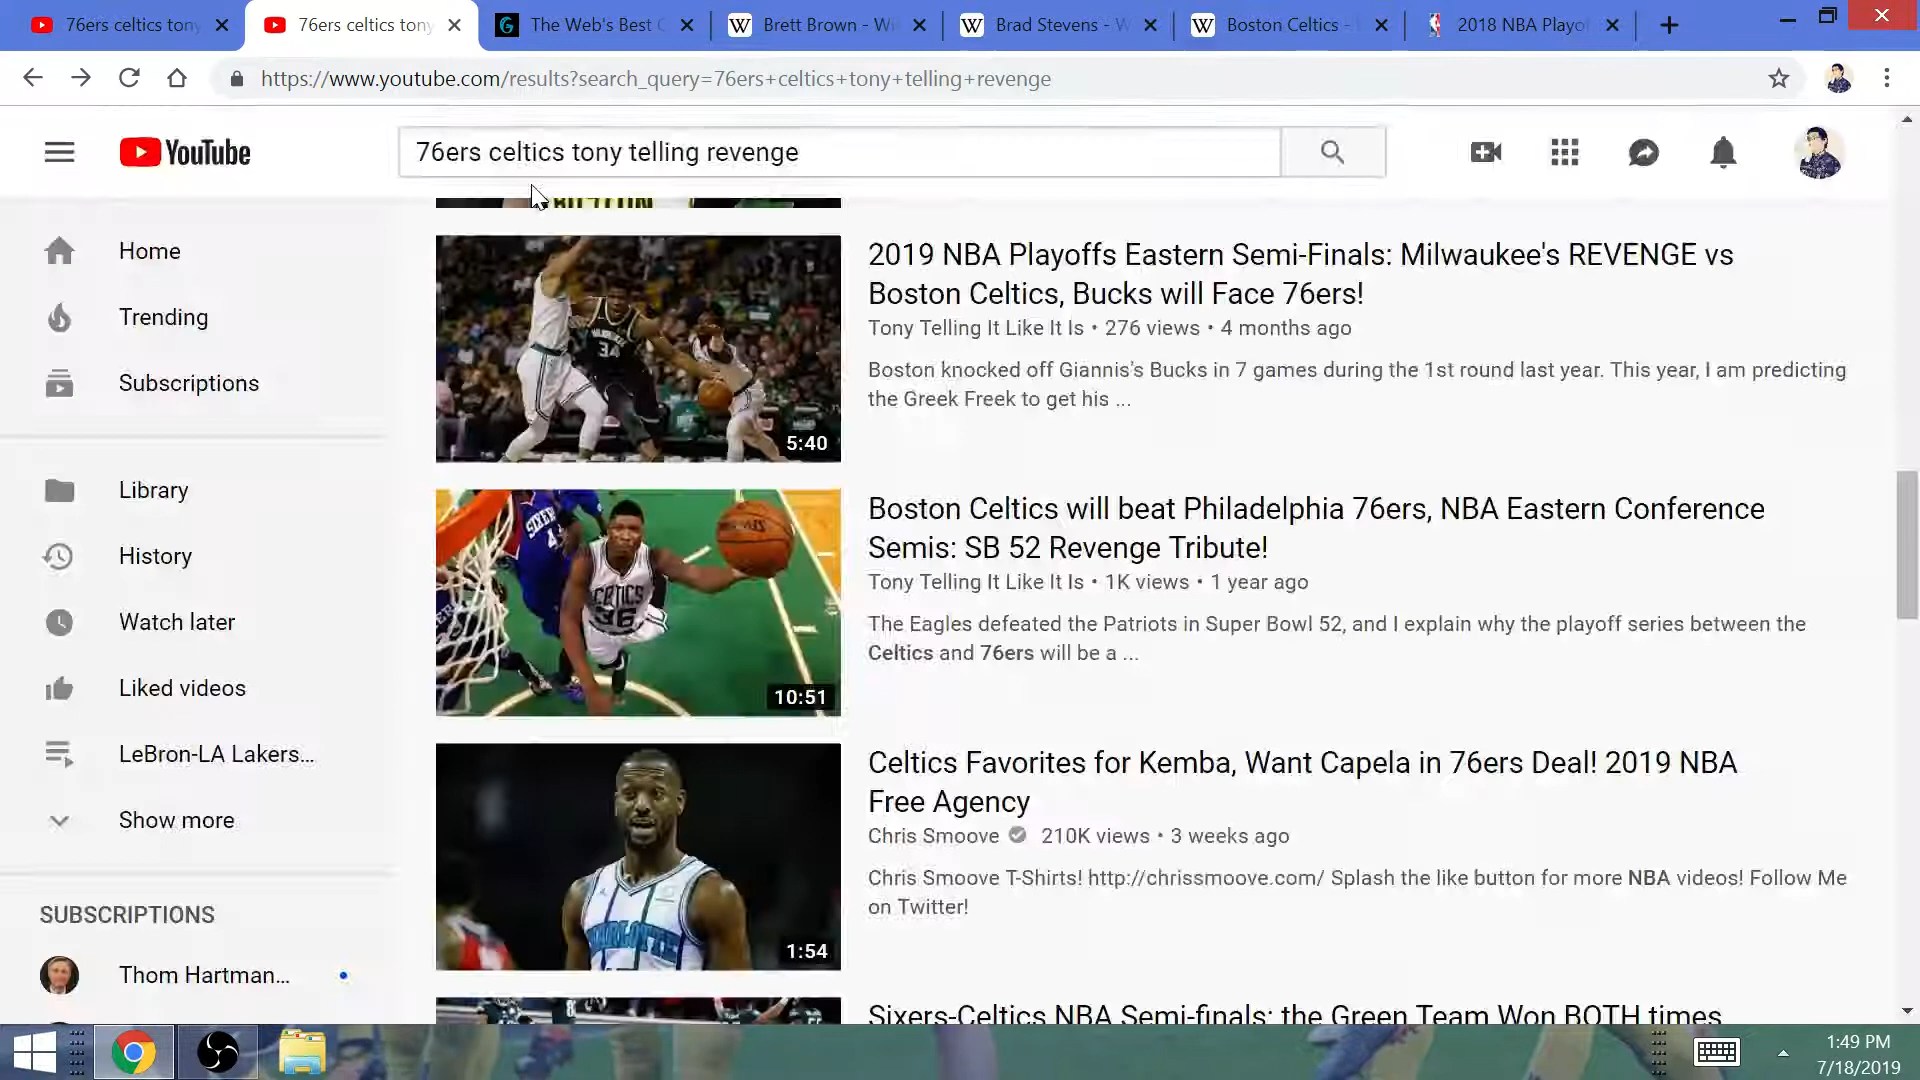 76ers celtics tony
76ers celtics tony
The Web's Best
Brett Brown - Wi
Brad Stevens - W
Boston Celtics -
2018 NBA Playo
https://www.youtube.com/results?search_query=76ers+celtics+tony+telling+revenge
YouTube
76ers celtics tony telling revenge
Home
Trending
Subscriptions
Library
History
Watch later
Liked videos
LeBron-LA Lakers...
Show more
SUBSCRIPTIONS
Thom Hartman...
34
5:40
2019 NBA Playoffs Eastern Semi-Finals: Milwaukee's REVENGE vs
Boston Celtics, Bucks will Face 76ers!
Tony Telling It Like It Is • 276 views • 4 months ago
Boston knocked off Giannis's Bucks in 7 games during the 1st round last year. This year, I am predicting
the Greek Freek to get his ...
SIXERS
CELTICS
36
10:51
Boston Celtics will beat Philadelphia 76ers, NBA Eastern Conference
Semis: SB 52 Revenge Tribute!
Tony Telling It Like It Is • 1K views • 1 year ago
The Eagles defeated the Patriots in Super Bowl 52, and I explain why the playoff series between the
Celtics and 76ers will be a ...
CHARLOTTE
1:54
Celtics Favorites for Kemba, Want Capela in 76ers Deal! 2019 NBA
Free Agency
Chris Smoove 210K views • 3 weeks ago
Chris Smoove T-Shirts! http://chrissmoove.com/ Splash the like button for more NBA videos! Follow Me
on Twitter!
Sixers-Celtics NBA Semi-finals: the Green Team Won BOTH times
1:49 PM
7/18/2019